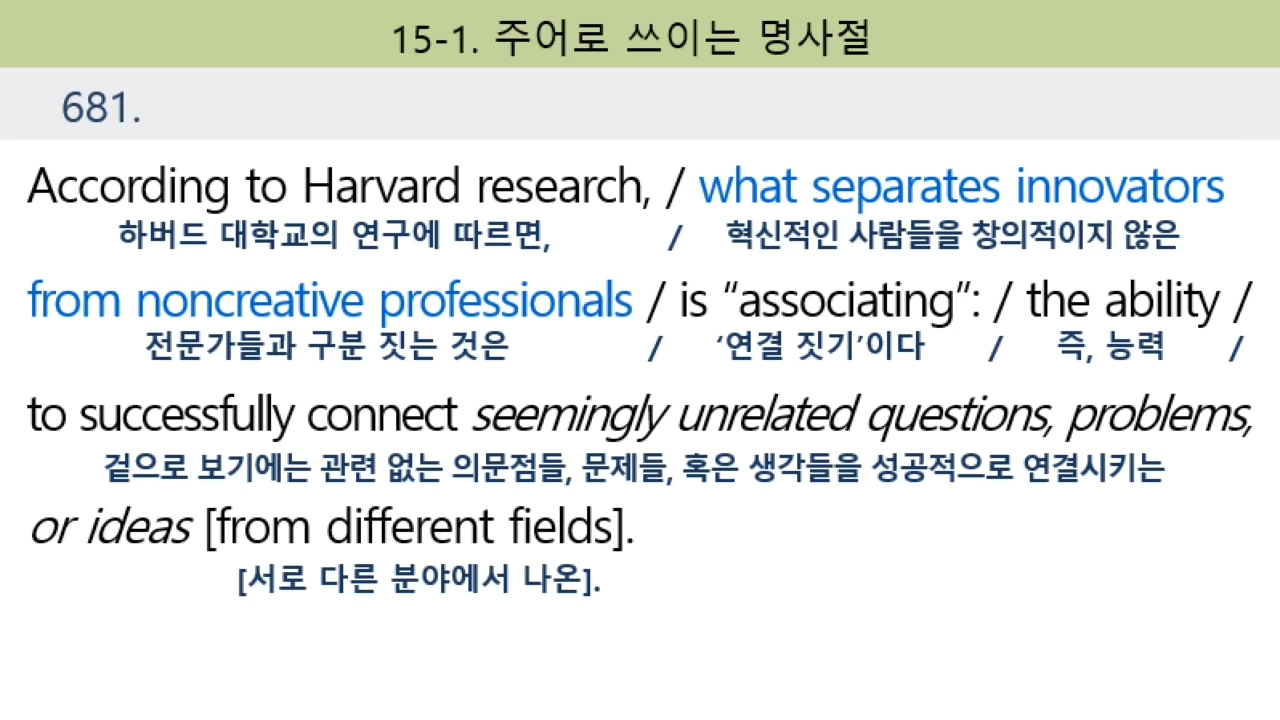 15-1. 주어로 쓰이는 명사절
681.
According to Harvard research, / what separates innovators
하버드 대학교의 연구에 따르면, / 혁신적인 사람들을 창의적이지 않은
from noncreative professionals / is “associating”: / the ability /
전문가들과 구분 짓는 것은 / ‘연결 짓기’이다 / 즉, 능력 /
to successfully connect seemingly unrelated questions, problems,
겉으로 보기에는 관련 없는 의문점들, 문제들, 혹은 생각들을 성공적으로 연결시키는
or ideas [from different fields].
[서로 다른 분야에서 나온].